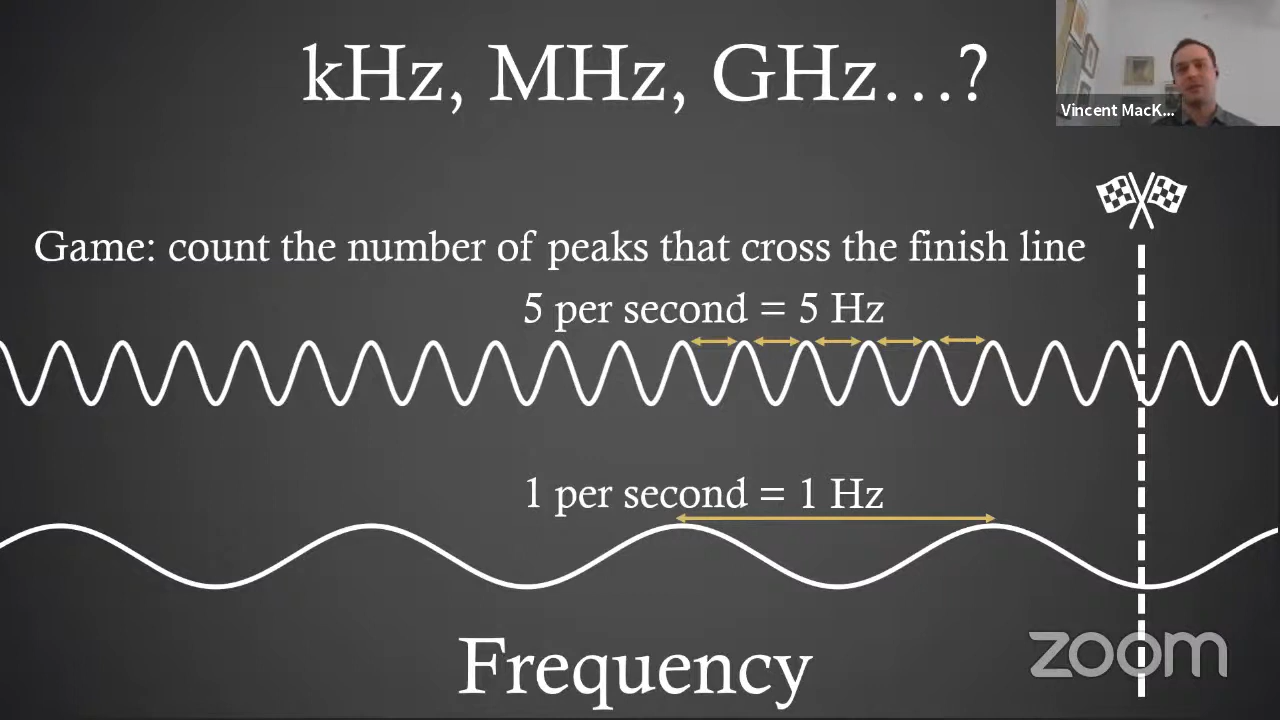 kHz, MHz, GHz...?
Vincent MacK...
Game: count the number of peaks that cross the finish line
5 per second = 5 Hz
1 per second = 1 Hz
Frequency
zoom